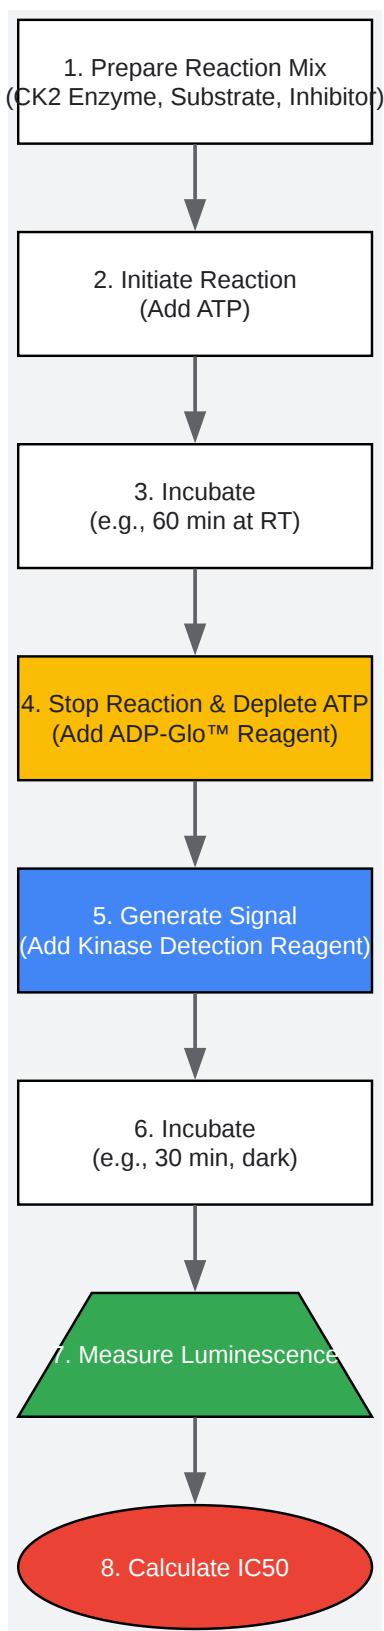 1. Prepare Reaction Mix
(CK2 Enzyme, Substrate, Inhibitor)
2. Initiate Reaction
(Add ATP)
3. Incubate
(e.g., 60 min at RT)
4. Stop Reaction & Deplete ATP
(Add ADP-Glo™ Reagent)
5. Generate Signal
(Add Kinase Detection Reagent)
6. Incubate
(e.g., 30 min, dark)
7. Measure Luminescence
8. Calculate IC50